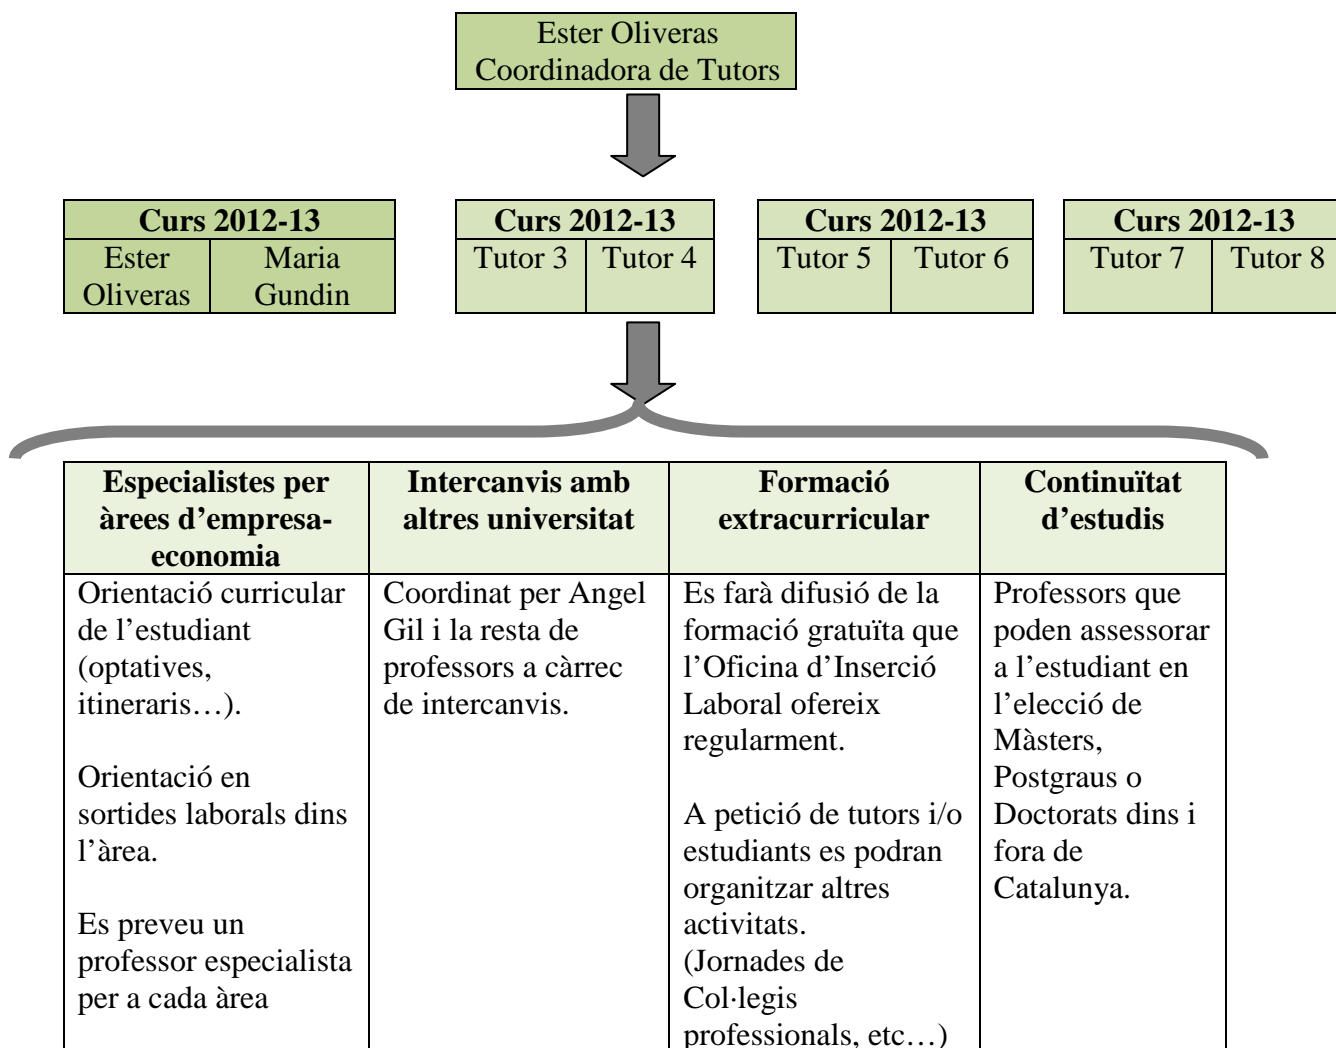 Ester Oliveras
Coordinadora de Tutors
Curs 2012-13
Ester
Oliveras
Maria
Gundin
Curs 2012-13
Tutor 3
Tutor 4
Curs 2012-13
Tutor 5
Tutor 6
Curs 2012-13
Tutor 7
Tutor 8
Especialistes per
àrees d’empresa-
economia
Orientació curricular
de l’estudiant
(optatives,
itineraris…).
Orientació en
sortides laborals dins
l’àrea.
Es preveu un
professor especialista
per a cada àrea
Intercanvis amb
altres universitat
Coordinat per Angel
Gil i la resta de
professors a càrrec
de intercanvis.
Formació
extracurricular
Es farà difusió de la
formació gratuïta que
l’Oficina d’Inserció
Laboral ofereix
regularment.
A petició de tutors i/o
estudiants es podran
organitzar altres
activitats.
(Jornades de
Col·legis
professionals, etc…)
Continuïtat
d’estudis
Professors que
poden assessorar
a l’estudiant en
l’elecció de
Màsters,
Postgraus o
Doctorats dins i
fora de
Catalunya.